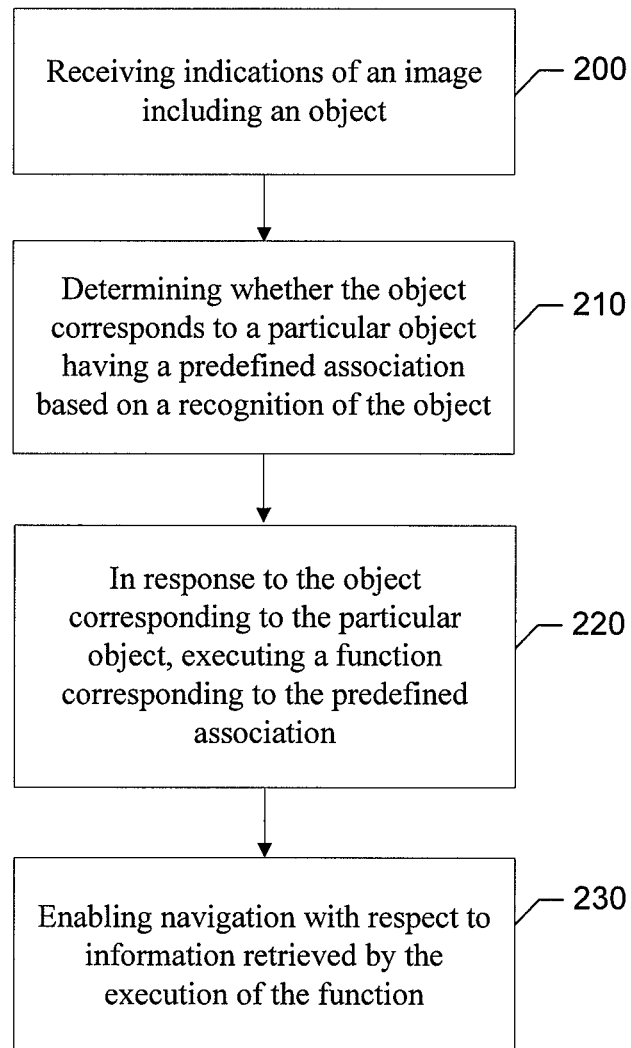 Receiving indications of an image
including an object
200
Determining whether the object
corresponds to a particular object
having a predefined association
based on a recognition of the object
210
In response to the object
corresponding to the particular
object, executing a function
corresponding to the predefined
association
220
Enabling navigation with respect to
information retrieved by the
execution of the function
230